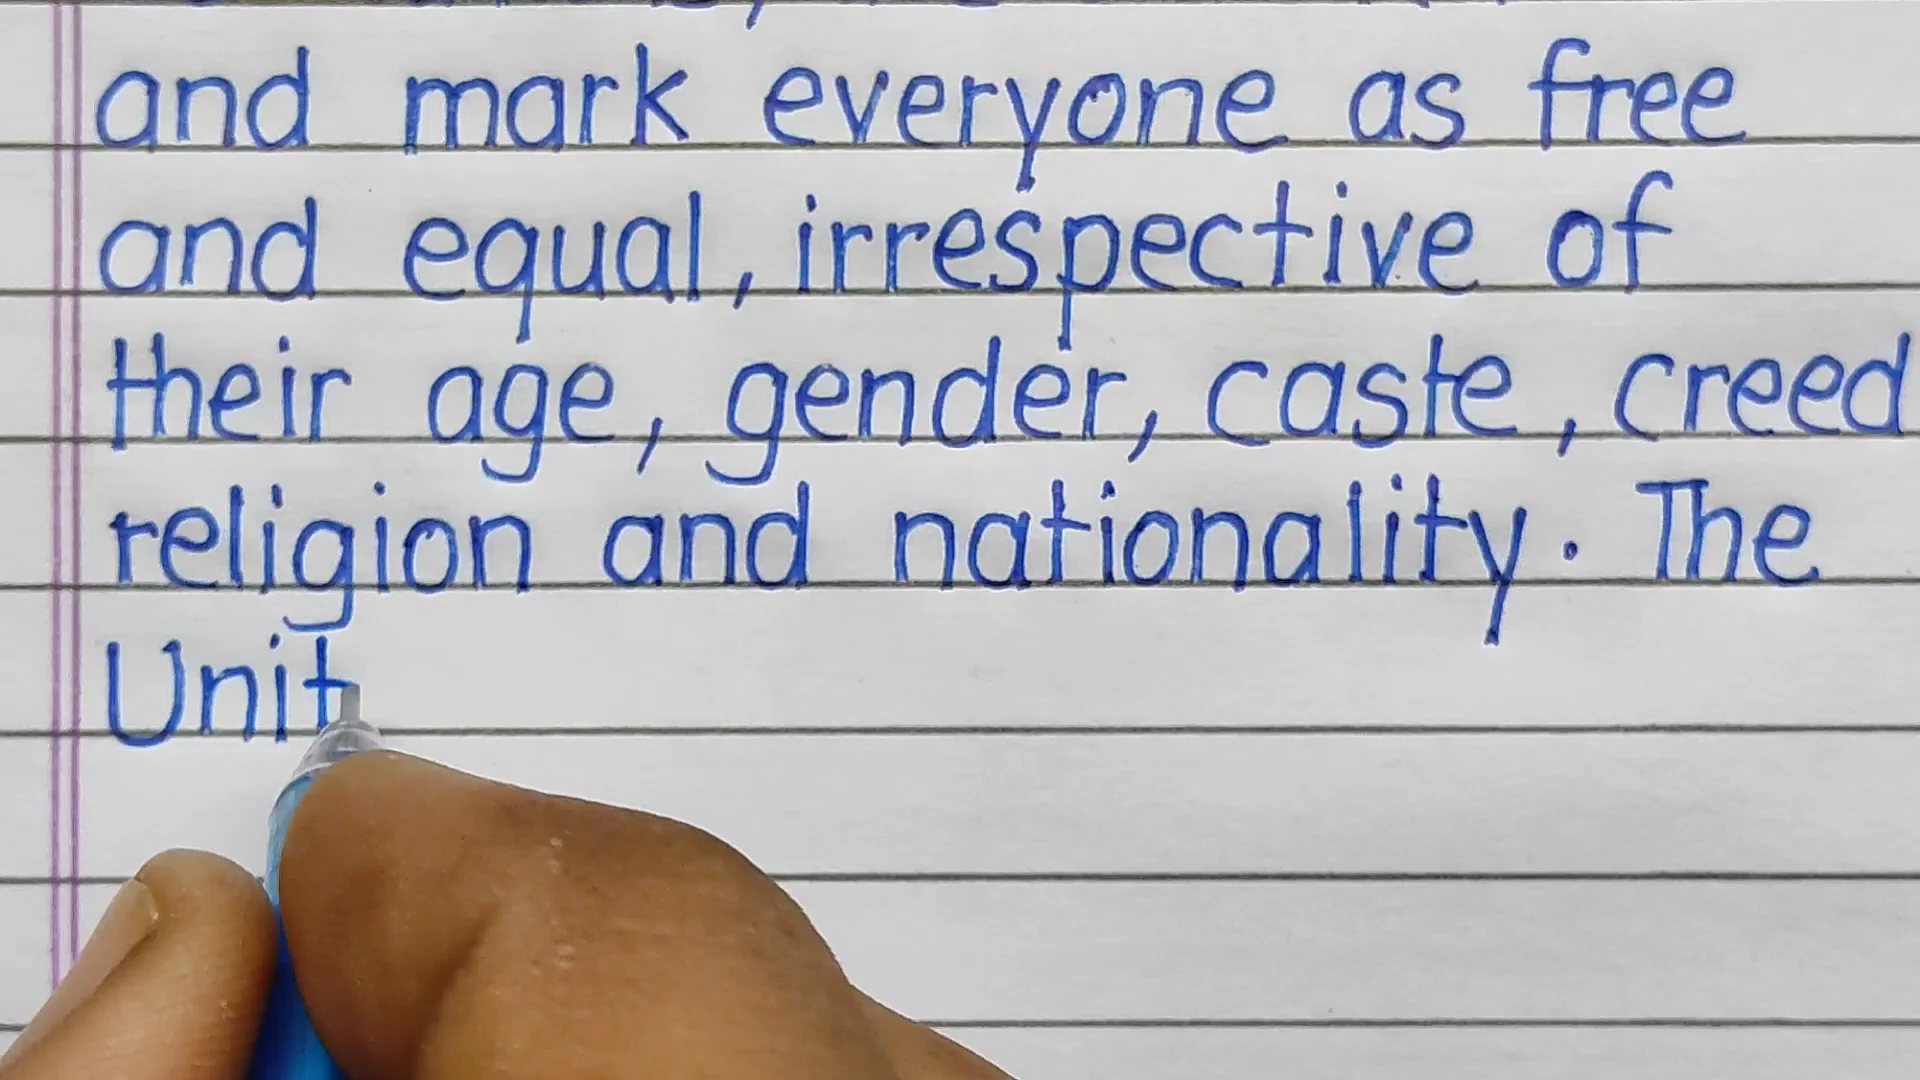 and mark everyone as free
and equal, irrespective of
their age, gender, caste, creed
religion and nationality. The
Unit